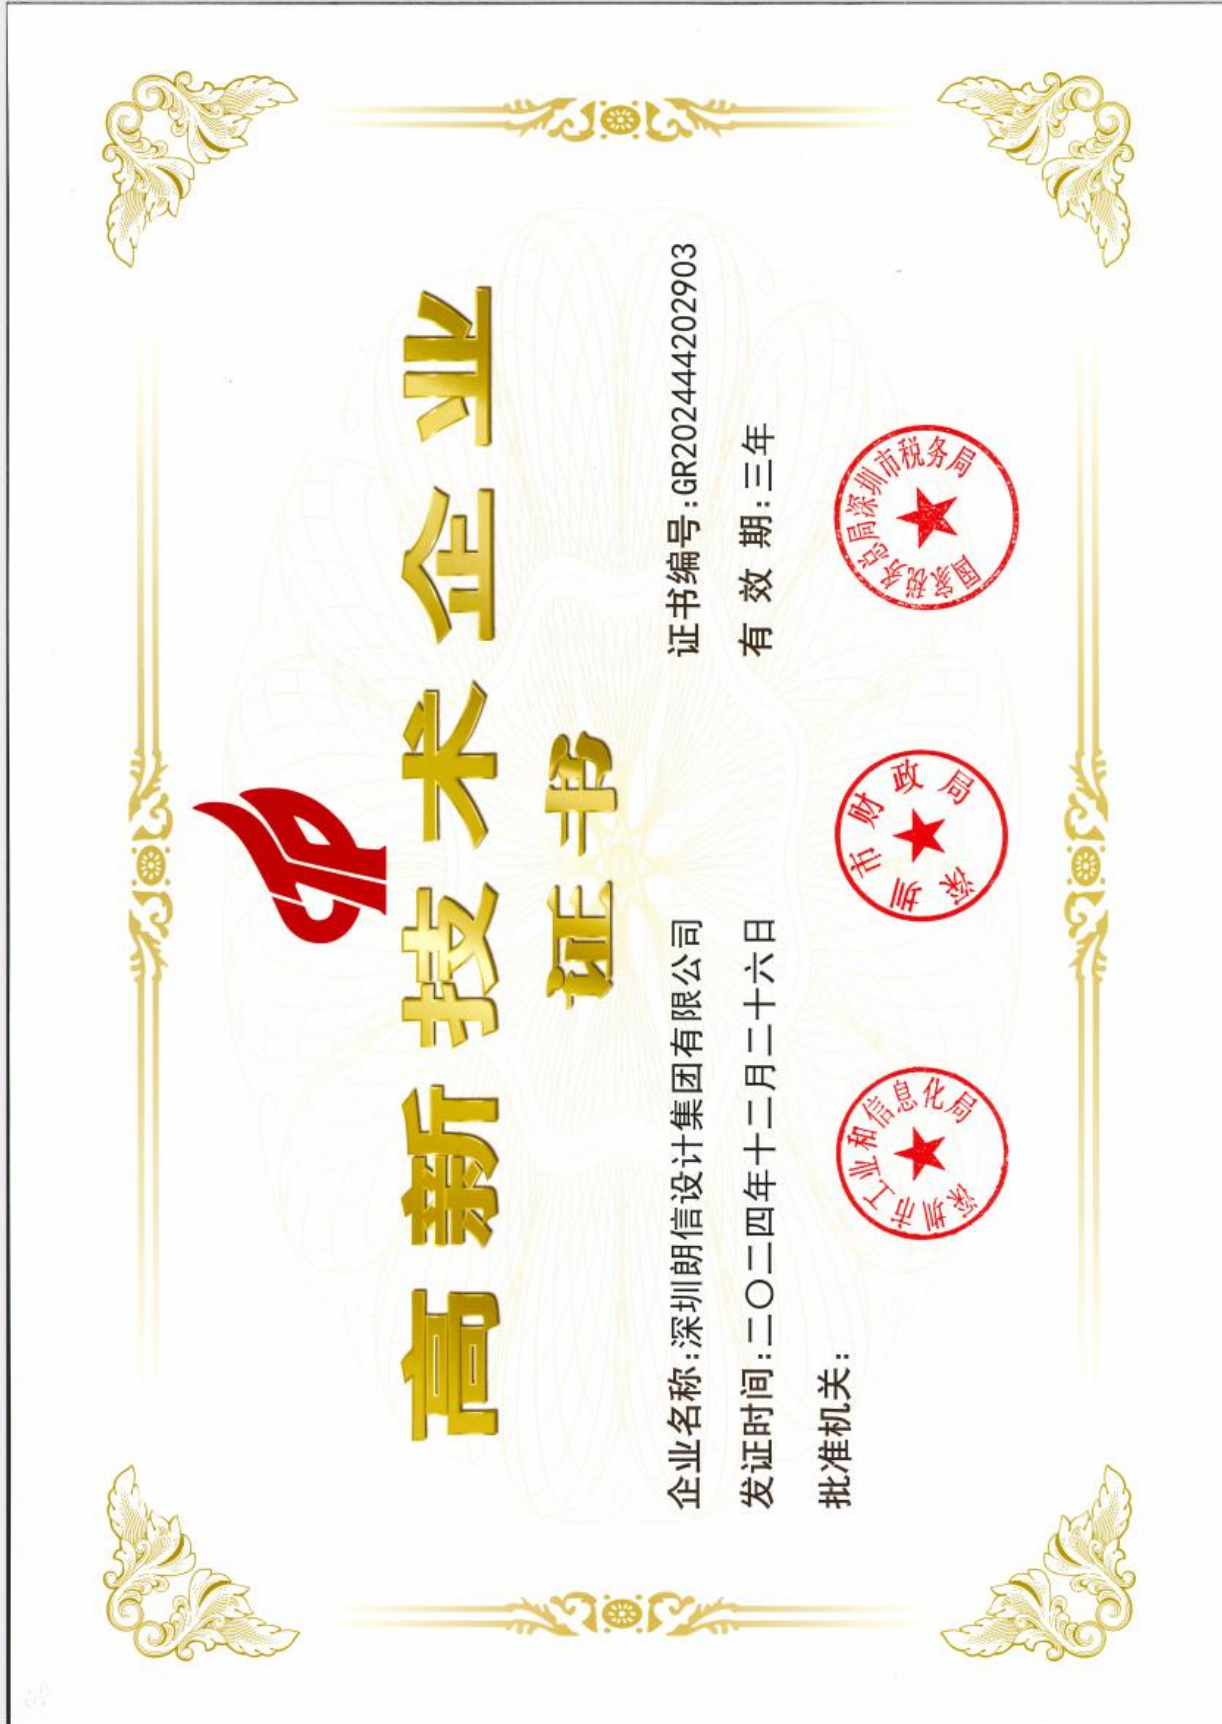 高新技术企业
证书
企业名称:深圳朗信设计集团有限公司
证书编号:GR202444202903
发证时间:二〇二四年十二月二十六日
有效期:三年
批准机关:
深圳市工业和信息化局
深圳市财政局
国家税务总局深圳市税务局